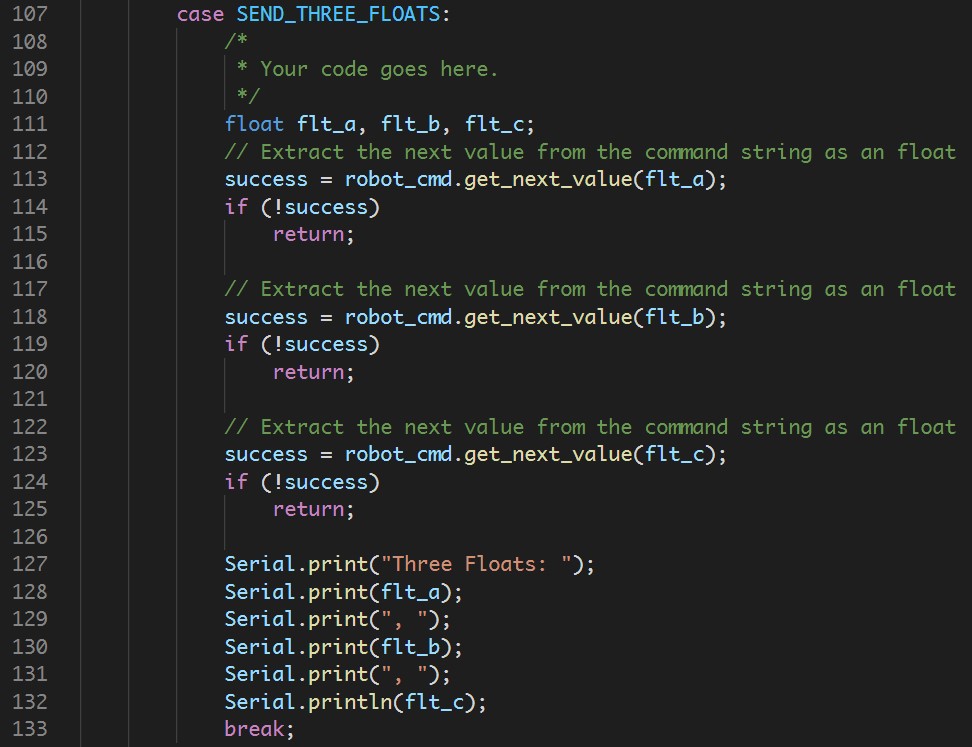 107 case SEND_THREE_FLOATS:
108 /*
109 * Your code goes here.
110 */
111 float flt_a, flt_b, flt_c;
112 // Extract the next value from the command string as an float
113 success = robot_cmd.get_next_value(flt_a);
114 if (!success)
115 return;
116
117 // Extract the next value from the command string as an float
118 success = robot_cmd.get_next_value(flt_b);
119 if (!success)
120 return;
121
122 // Extract the next value from the command string as an float
123 success = robot_cmd.get_next_value(flt_c);
124 if (!success)
125 return;
126
127 Serial.print("Three Floats: ");
128 Serial.print(flt_a);
129 Serial.print(", ");
130 Serial.print(flt_b);
131 Serial.print(", ");
132 Serial.println(flt_c);
133 break;